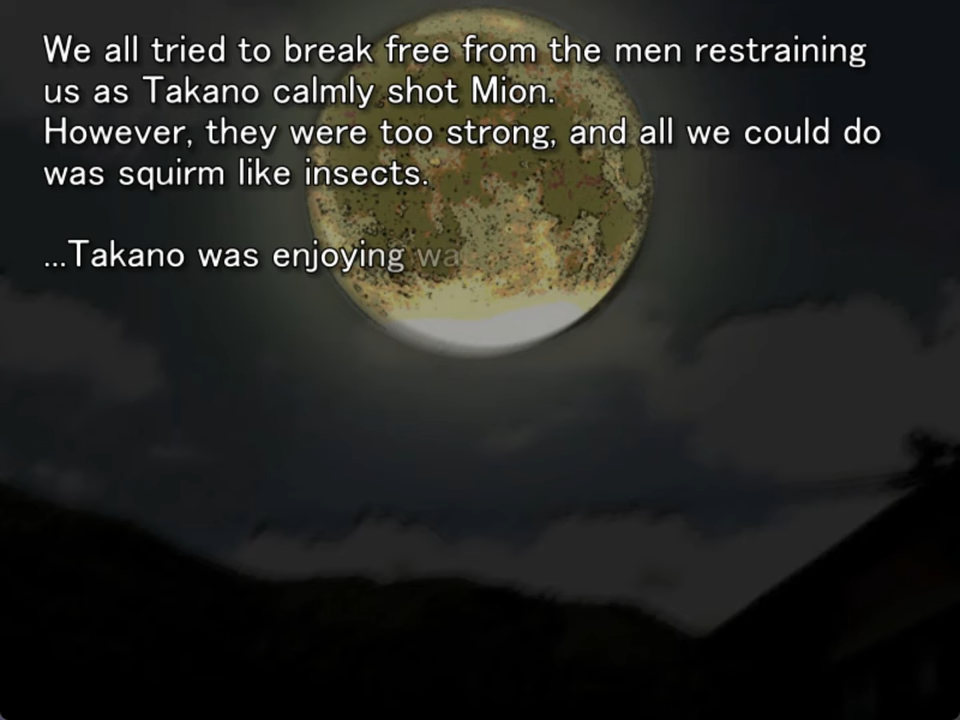 We all tried to break free from the men restraining
us as Takano calmly shot Mion.
However, they were too strong, and all we could do
was squirm like insects.
...Takano was enjoying